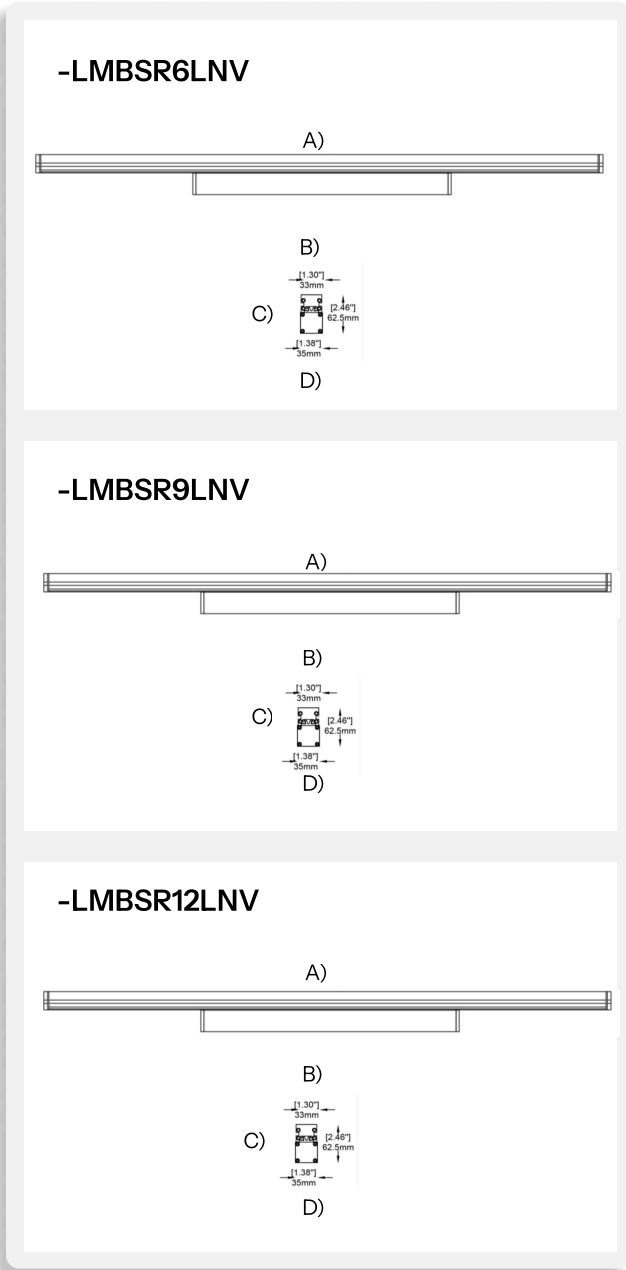 -LMBSR6LNV
A)
B)
[1.30"]
33mm
C)
[2.46"]
62.5mm
[1.38"]
35mm
D)
-LMBSR9LNV
A)
B)
[1.30"]
33mm
C)
[2.46"]
62.5mm
[1.38"]
35mm
D)
-LMBSR12LNV
A)
B)
[1.30"]
33mm
C)
[2.46"]
62.5mm
[1.38"]
35mm
D)